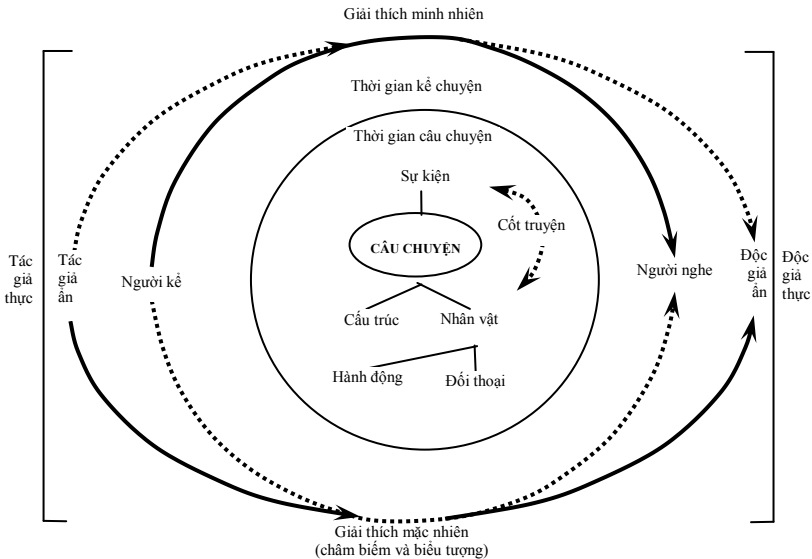 Giải thích minh nhiên
Thời gian kể chuyện
Thời gian câu chuyện
Sự kiện
Cốt truyện
CÂU CHUYỆN
Tác
giả
thực
Tác
giả
ẩn
Người kể
Người nghe
Độc
giả
ẩn
Độc
giả
thực
Cấu trúc
Nhân vật
Hành động
Đối thoại
Giải thích mặc nhiên
(châm biếm và biểu tượng)